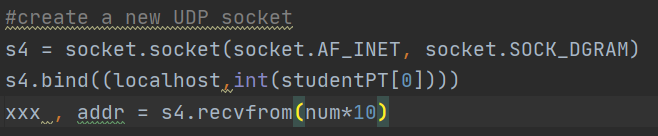 #create a new UDP socket
s4 = socket.socket(socket.AF_INET, socket.SOCK_DGRAM)
s4.bind((localhost,int(studentPT[0])))
xxx , addr = s4.recvfrom(num*10)